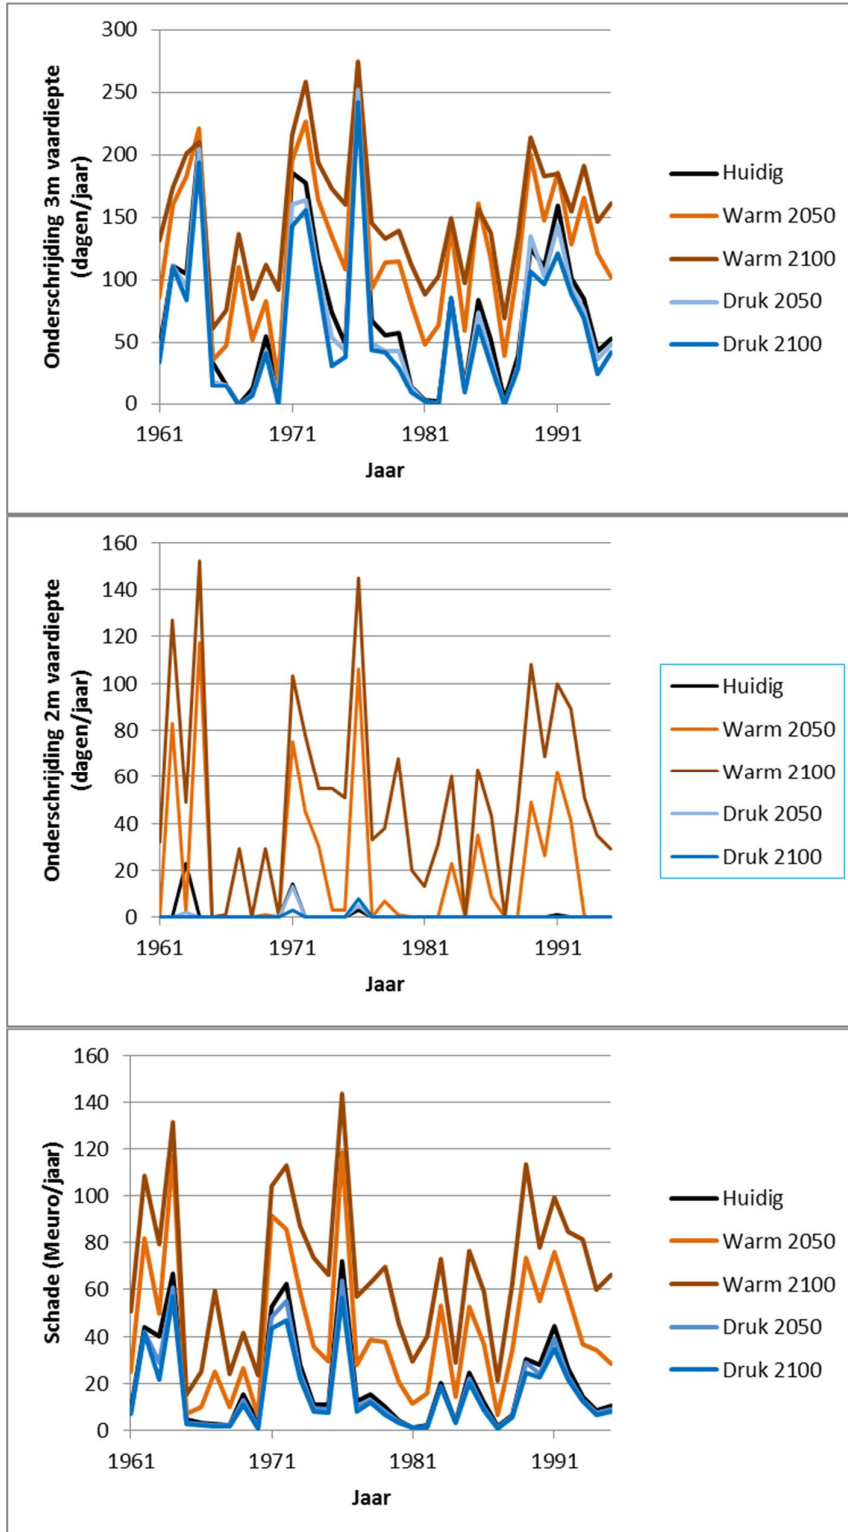 Onderschrijding 3m vaardiepte
(dagen/jaar)
300
250
200
150
100
50
0
1961
1971
1981
1991
Jaar
Huidig
Warm 2050
Warm 2100
Druk 2050
Druk 2100
Onderschrijding 2m vaardiepte
(dagen/jaar)
160
140
120
100
80
60
40
20
0
1961
1971
1981
1991
Jaar
Huidig
Warm 2050
Warm 2100
Druk 2050
Druk 2100
Schade (Meuro/jaar)
160
140
120
100
80
60
40
20
0
1961
1971
1981
1991
Jaar
Huidig
Warm 2050
Warm 2100
Druk 2050
Druk 2100